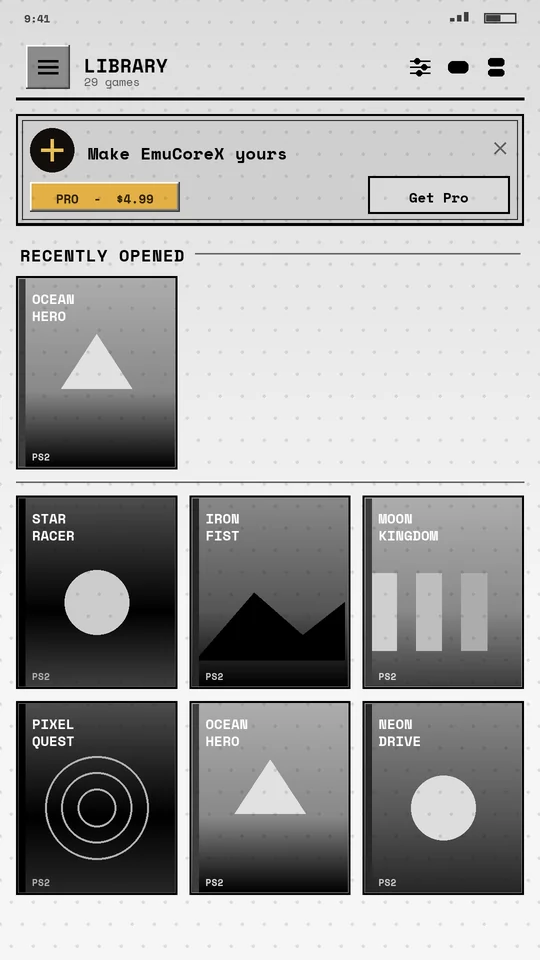 9:41
LIBRARY
29 games
Make EmuCoreX yours
PRO - $4.99
Get Pro
RECENTLY OPENED
OCEAN
HERO
PS2
STAR
RACER
PS2
IRON
FIST
PS2
MOON
KINGDOM
PS2
PIXEL
QUEST
PS2
OCEAN
HERO
PS2
NEON
DRIVE
PS2